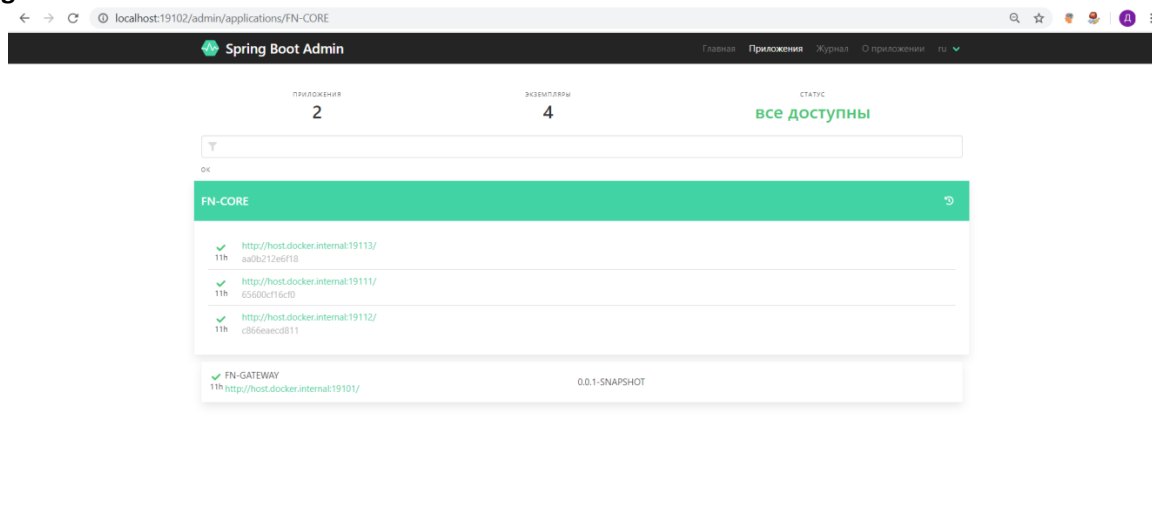 localhost:19102/admin/applications/FN-CORE
Д
Spring Boot Admin
Главная Приложения Журнал О приложении ru
ПРИЛОЖЕНИЯ ЭКЗЕМПЛЯРЫ СТАТУС
2 4 все доступны
ОК
FN-CORE
http://host.docker.internal:19113/
11h aa0b212e6f18
http://host.docker.internal:19111/
11h 65600cf16cf0
http://host.docker.internal:19112/
11h c866eaecd811
FN-GATEWAY
0.0.1-SNAPSHOT
11h http://host.docker.internal:19101/